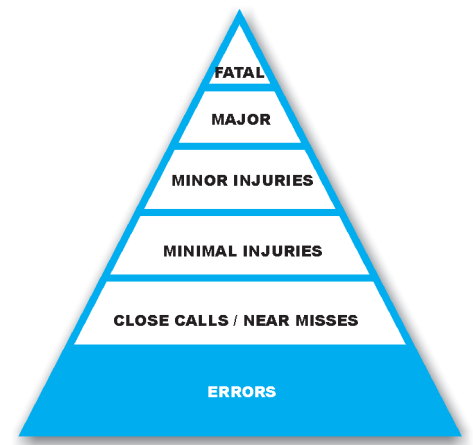 FATAL
MAJOR
MINOR INJURIES
MINIMAL INJURIES
CLOSE CALLS / NEAR MISSES
ERRORS